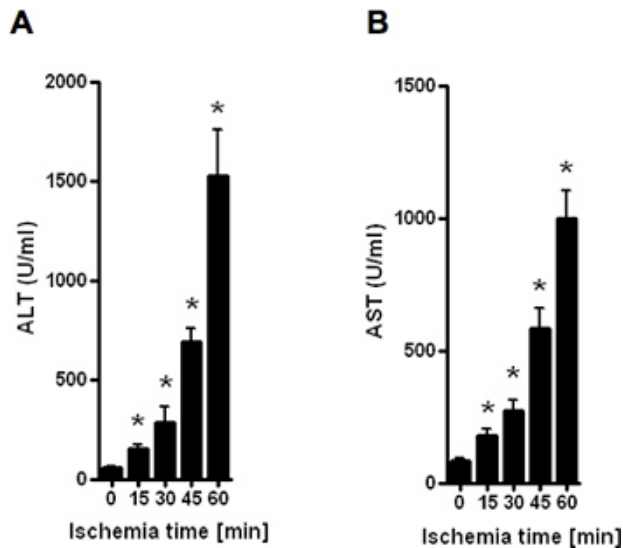 A
B
2000
1500
1000
500
0
ALT (U/ml)
* * * *
0 15 30 45 60
Ischemia time [min]
1500
1000
500
0
AST (U/ml)
* * * *
0 15 30 45 60
Ischemia time [min]